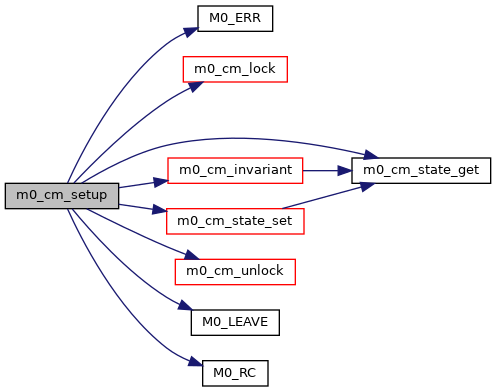 M0_ERR
m0_cm_lock
m0_cm_invariant
m0_cm_state_get
m0_cm_setup
m0_cm_state_set
m0_cm_unlock
M0_LEAVE
M0_RC